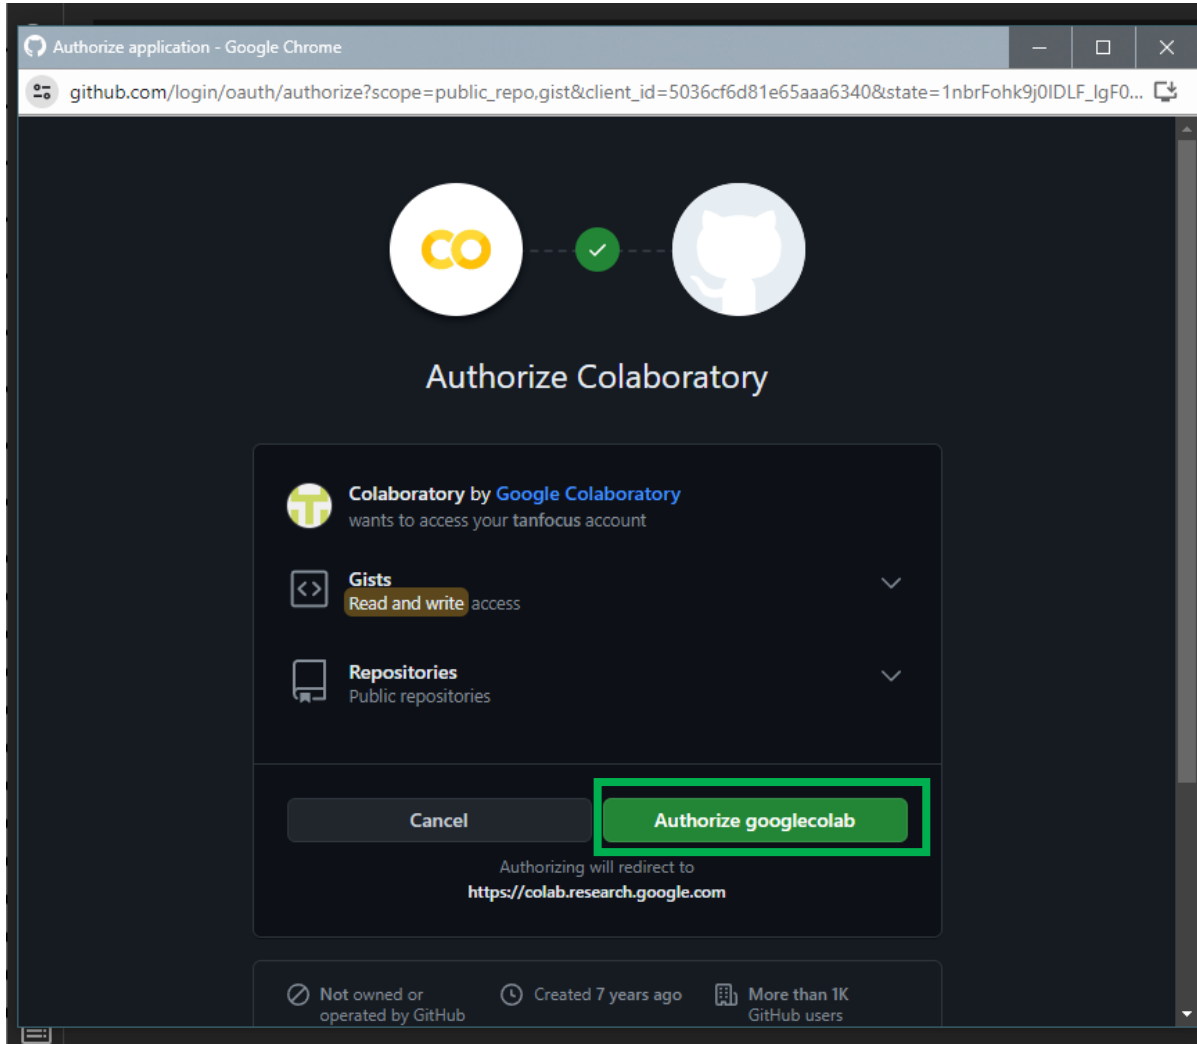 Authorize application - Google Chrome
github.com/login/oauth/authorize?scope=public_repo,gist&client_id=5036cf6d81e65aaa6340&state=1nbrFohk9j0IDLF_IgF0...
CO
Authorize Colaboratory
Colaboratory by Google Colaboratory
wants to access your tanfocus account
Gists
Read and write access
Repositories
Public repositories
Cancel
Authorize googlecolab
Authorizing will redirect to
https://colab.research.google.com
Not owned or
operated by GitHub
Created 7 years ago
More than 1K
GitHub users